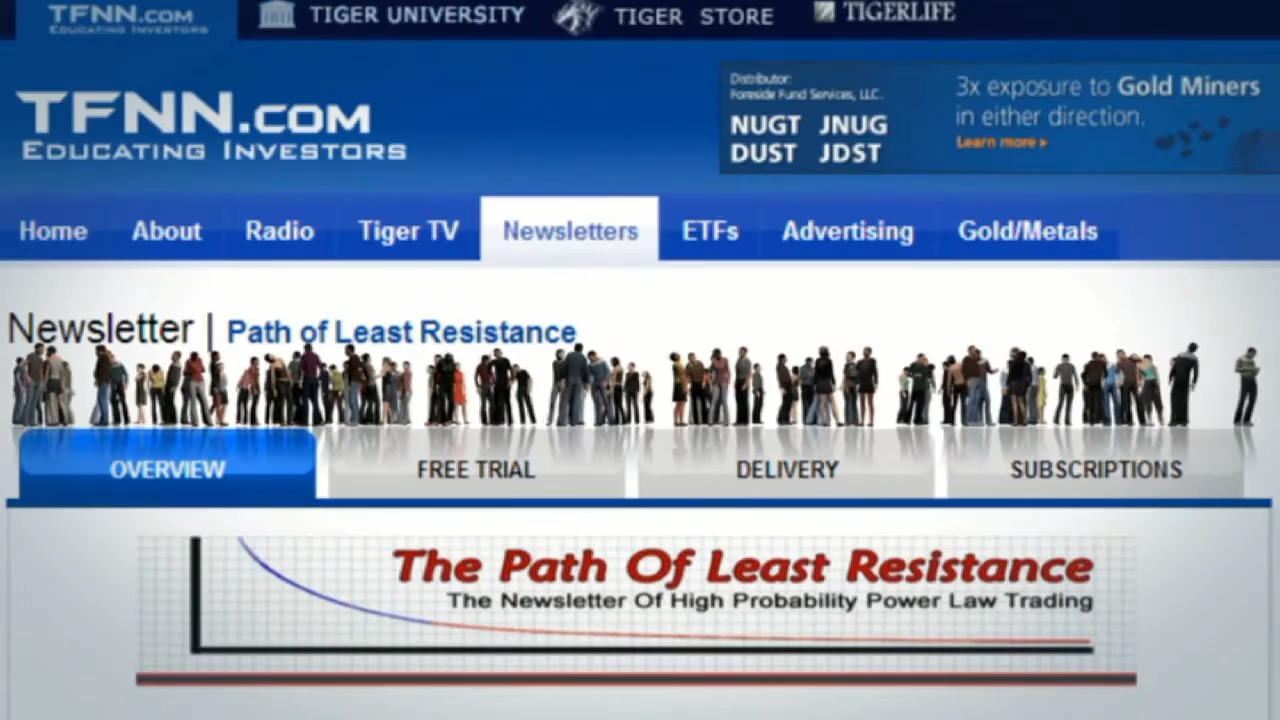 TFNN.COM
EDUCATING INVESTORS
TIGER UNIVERSITY
TIGER STORE
TIGERLIFE
TFNN.COM
EDUCATING INVESTORS
Distributor:
Foreside Fund Services, LLC.
NUGT JNUG
DUST JDST
3x exposure to Gold Miners
in either direction.
Learn more
Home About Radio Tiger TV Newsletters ETFs Advertising Gold/Metals
Newsletter | Path of Least Resistance
OVERVIEW FREE TRIAL DELIVERY SUBSCRIPTIONS
The Path Of Least Resistance
The Newsletter Of High Probability Power Law Trading